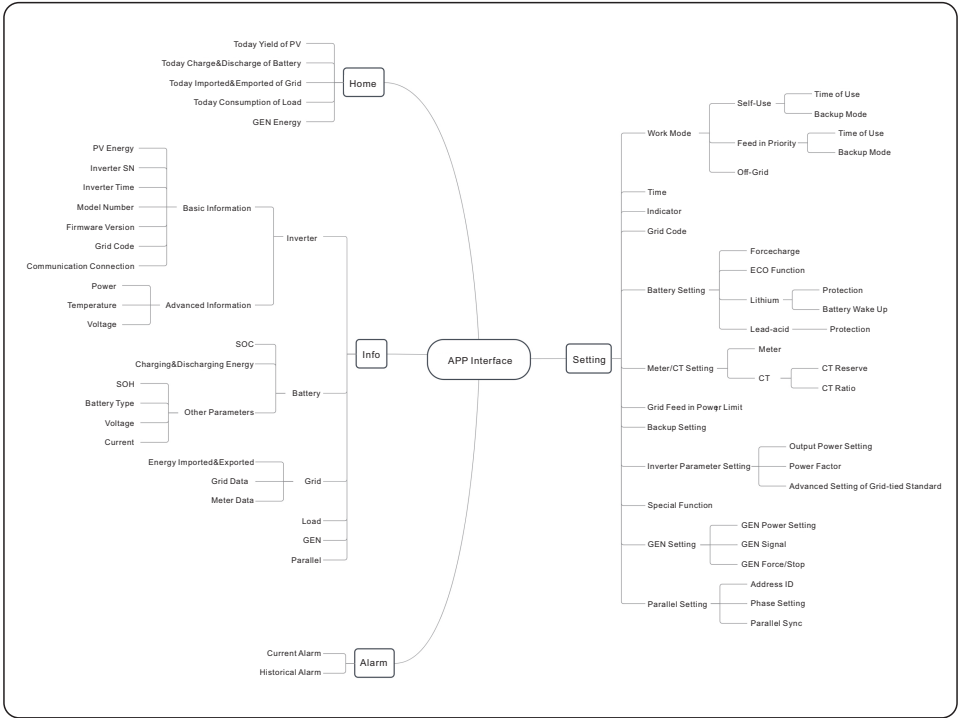 Today Yield of PV
Today Charge&Discharge of Battery
Today Imported&Emported of Grid
Today Consumption of Load
GEN Energy
Home
PV Energy
Inverter SN
Inverter Time
Model Number
Firmware Version
Grid Code
Communication Connection
Basic Information
Power
Temperature
Voltage
Advanced Information
Inverter
SOC
Charging&Discharging Energy
SOH
Battery Type
Voltage
Current
Other Parameters
Battery
Energy Imported&Exported
Grid Data
Meter Data
Grid
Load
GEN
Parallel
Info
Current Alarm
Historical Alarm
Alarm
APP Interface
Setting
Work Mode
Self-Use
Time of Use
Backup Mode
Feed in Priority
Time of Use
Backup Mode
Off-Grid
Time
Indicator
Grid Code
Battery Setting
Forcecharge
ECO Function
Lithium
Protection
Battery Wake Up
Lead-acid
Protection
Meter/CT Setting
Meter
CT
CT Reserve
CT Ratio
Grid Feed in Power Limit
Backup Setting
Inverter Parameter Setting
Output Power Setting
Power Factor
Advanced Setting of Grid-tied Standard
Special Function
GEN Setting
GEN Power Setting
GEN Signal
GEN Force/Stop
Parallel Setting
Address ID
Phase Setting
Parallel Sync